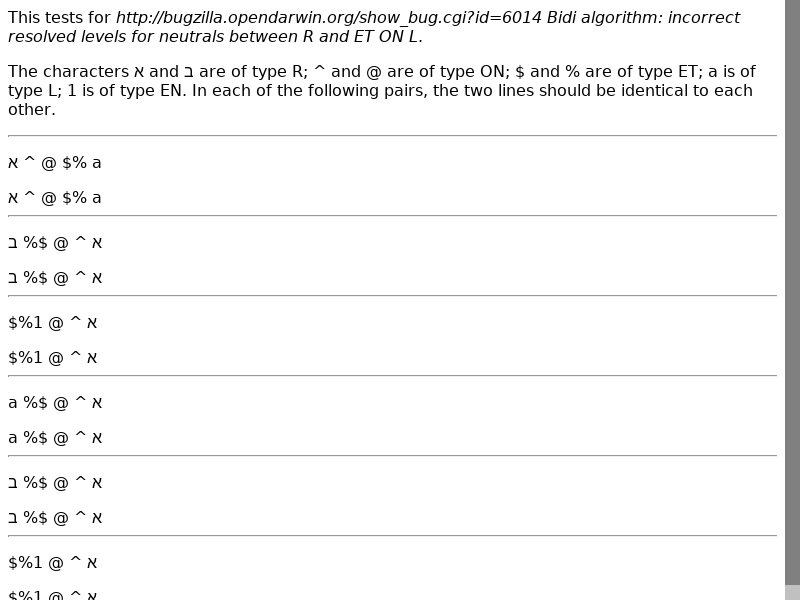 This tests for http://bugzilla.opendarwin.org/show_bug.cgi?id=6014 Bidi algorithm: incorrect
resolved levels for neutrals between R and ET ON L.
The characters א and ב are of type R; ^ and @ are of type ON; $ and % are of type ET; a is of
type L; 1 is of type EN. In each of the following pairs, the two lines should be identical to each
other.
א ^ @ $% a
א ^ @ $% a
א ^ @ $% ב
א ^ @ $% ב
א ^ @ $%1
א ^ @ $%1
א ^ @ $% a
א ^ @ $% a
א ^ @ $% ב
א ^ @ $% ב
א ^ @ $%1
א ^ @ $%1